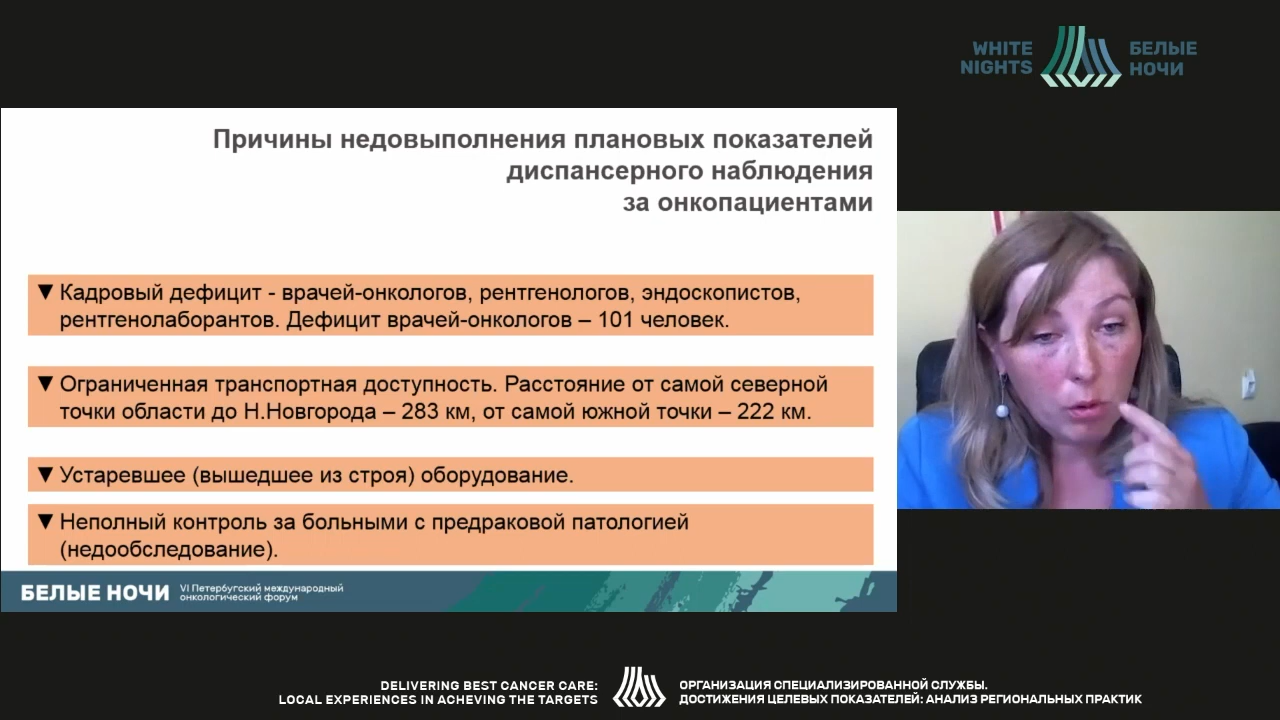 WHITE
NIGHTS
БЕЛЫЕ
НОЧИ
Причины недовыполнения плановых показателей
диспансерного наблюдения
за онкопациентами
▼ Кадровый дефицит - врачей-онкологов, рентгенологов, эндоскопистов,
рентгенолаборантов. Дефицит врачей-онкологов – 101 человек.
▼ Ограниченная транспортная доступность. Расстояние от самой северной
точки области до Н.Новгорода – 283 км, от самой южной точки – 222 км.
▼ Устаревшее (вышедшее из строя) оборудование.
▼ Неполный контроль за больными с предраковой патологией
(недообследование).
БЕЛЫЕ НОЧИ
VI Петербугский международный
онкологический форум
DELIVERING BEST CANCER CARE:
LOCAL EXPERIENCES IN ACHEVING THE TARGETS
ОРГАНИЗАЦИЯ СПЕЦИАЛИЗИРОВАННОЙ СЛУЖБЫ.
ДОСТИЖЕНИЯ ЦЕЛЕВЫХ ПОКАЗАТЕЛЕЙ: АНАЛИЗ РЕГИОНАЛЬНЫХ ПРАКТИК